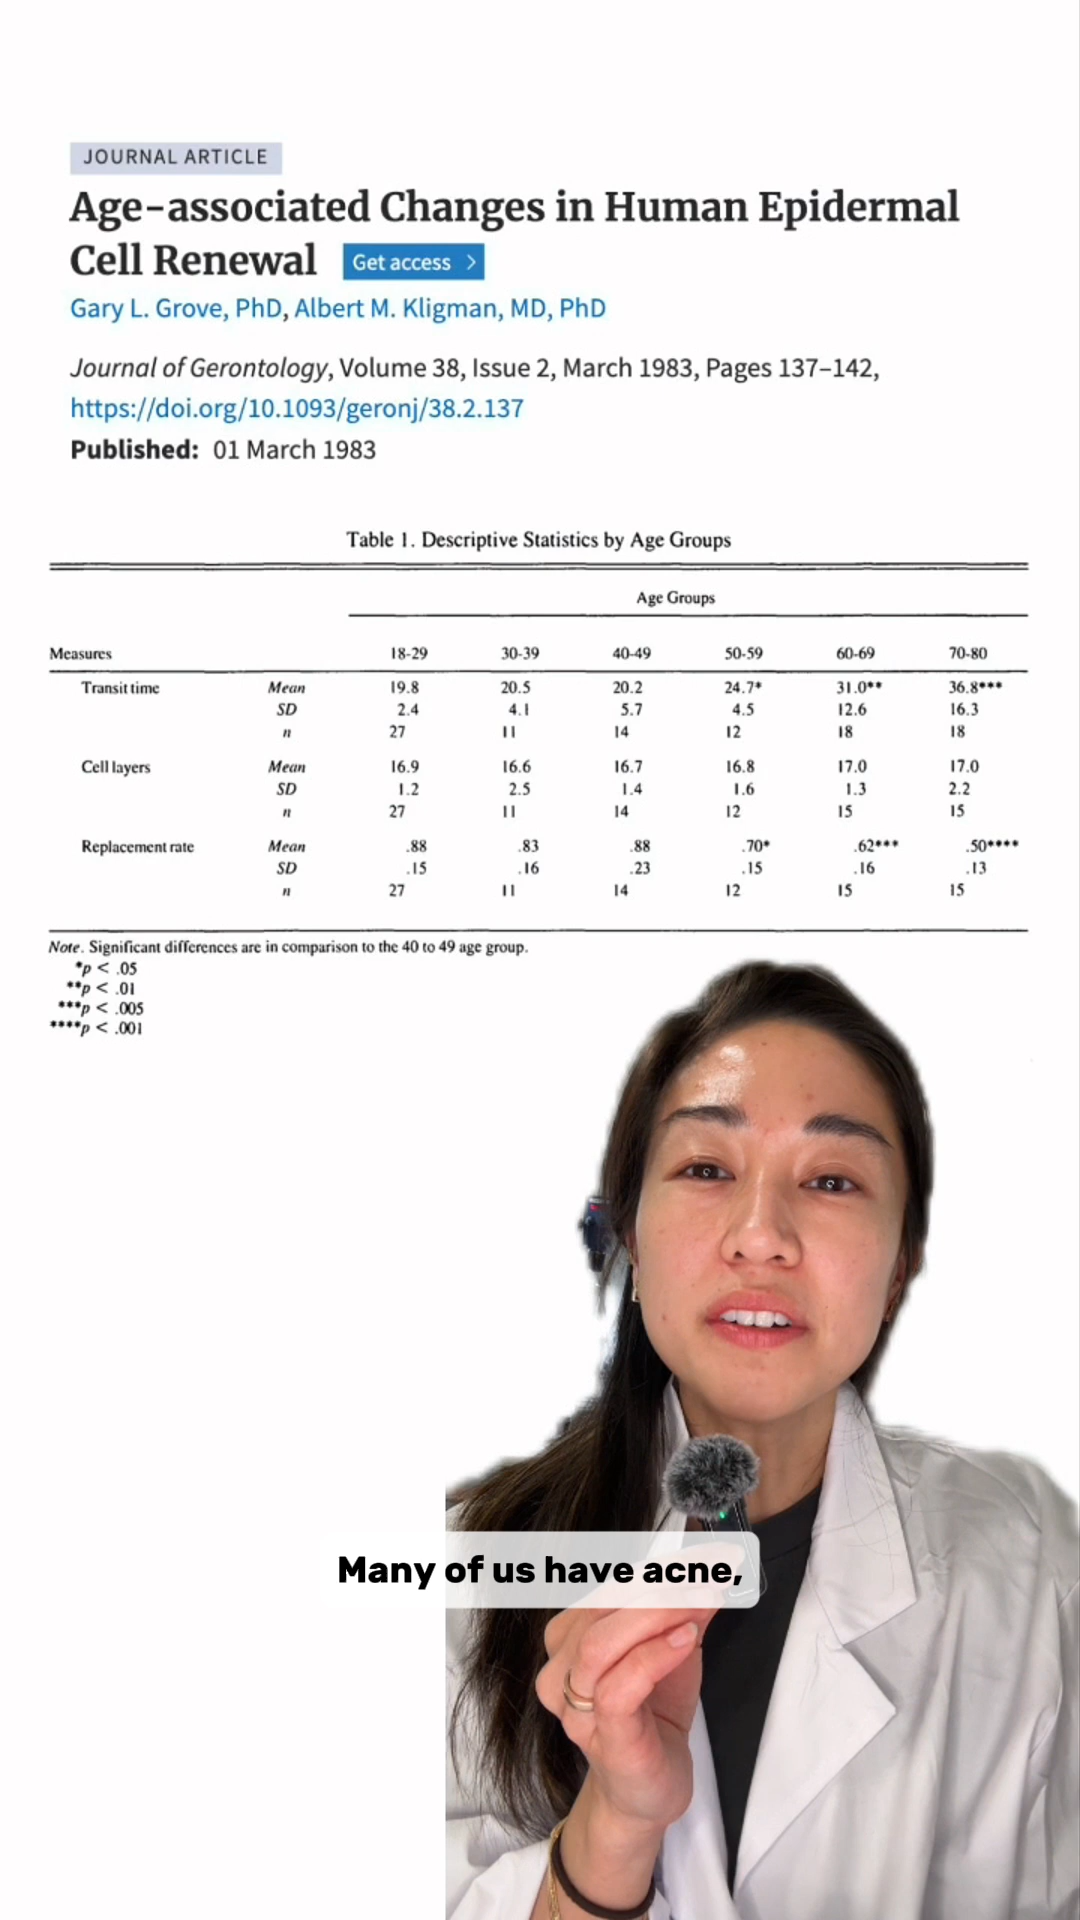 JOURNAL ARTICLE
Age-associated Changes in Human Epidermal
Cell Renewal Get access >
Gary L. Grove, PhD, Albert M. Kligman, MD, PhD
Journal of Gerontology, Volume 38, Issue 2, March 1983, Pages 137–142,
https://doi.org/10.1093/geronj/38.2.137
Published: 01 March 1983
Table 1. Descriptive Statistics by Age Groups
Age Groups
Measures 18-29 30-39 40-49 50-59 60-69 70-80
Transit time Mean 19.8 20.5 20.2 24.7* 31.0** 36.8***
SD 2.4 4.1 5.7 4.5 12.6 16.3
n 27 11 14 12 18 18
Cell layers Mean 16.9 16.6 16.7 16.8 17.0 17.0
SD 1.2 2.5 1.4 1.6 1.3 2.2
n 27 11 14 12 15 15
Replacement rate Mean .88 .83 .88 .70* .62*** .50****
SD .15 .16 .23 .15 .16 .13
n 27 11 14 12 15 15
Note. Significant differences are in comparison to the 40 to 49 age group.
*p < .05
**p < .01
***p < .005
****p < .001
Many of us have acne,